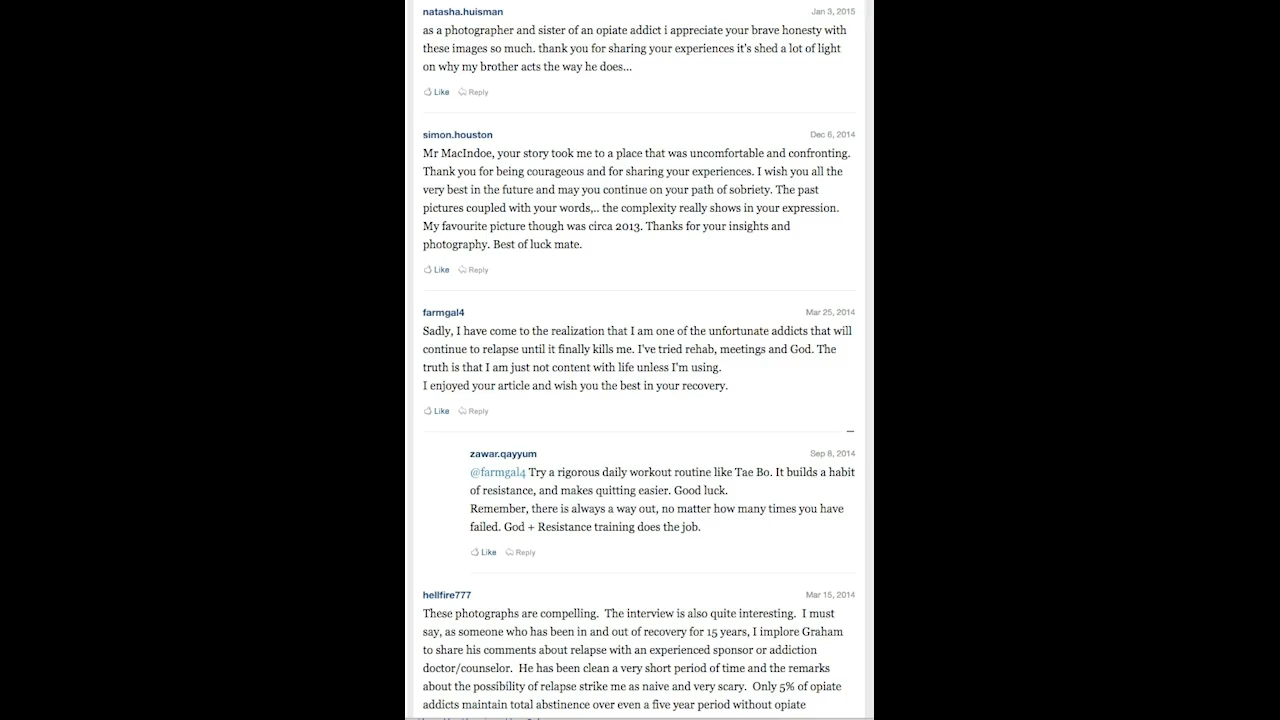 natasha.huisman Jan 3, 2015
as a photographer and sister of an opiate addict i appreciate your brave honesty with
these images so much. thank you for sharing your experiences it's shed a lot of light
on why my brother acts the way he does...
Like Reply
simon.houston Dec 6, 2014
Mr MacIndoe, your story took me to a place that was uncomfortable and confronting.
Thank you for being courageous and for sharing your experiences. I wish you all the
very best in the future and may you continue on your path of sobriety. The past
pictures coupled with your words,.. the complexity really shows in your expression.
My favourite picture though was circa 2013. Thanks for your insights and
photography. Best of luck mate.
Like Reply
farmgal4 Mar 25, 2014
Sadly, I have come to the realization that I am one of the unfortunate addicts that will
continue to relapse until it finally kills me. I've tried rehab, meetings and God. The
truth is that I am just not content with life unless I'm using.
I enjoyed your article and wish you the best in your recovery.
Like Reply
zawar.qayyum Sep 8, 2014
@farmgal4 Try a rigorous daily workout routine like Tae Bo. It builds a habit
of resistance, and makes quitting easier. Good luck.
Remember, there is always a way out, no matter how many times you have
failed. God + Resistance training does the job.
Like Reply
hellfire777 Mar 15, 2014
These photographs are compelling.  The interview is also quite interesting.  I must
say, as someone who has been in and out of recovery for 15 years, I implore Graham
to share his comments about relapse with an experienced sponsor or addiction
doctor/counselor.  He has been clean a very short period of time and the remarks
about the possibility of relapse strike me as naive and very scary.  Only 5% of opiate
addicts maintain total abstinence over even a five year period without opiate